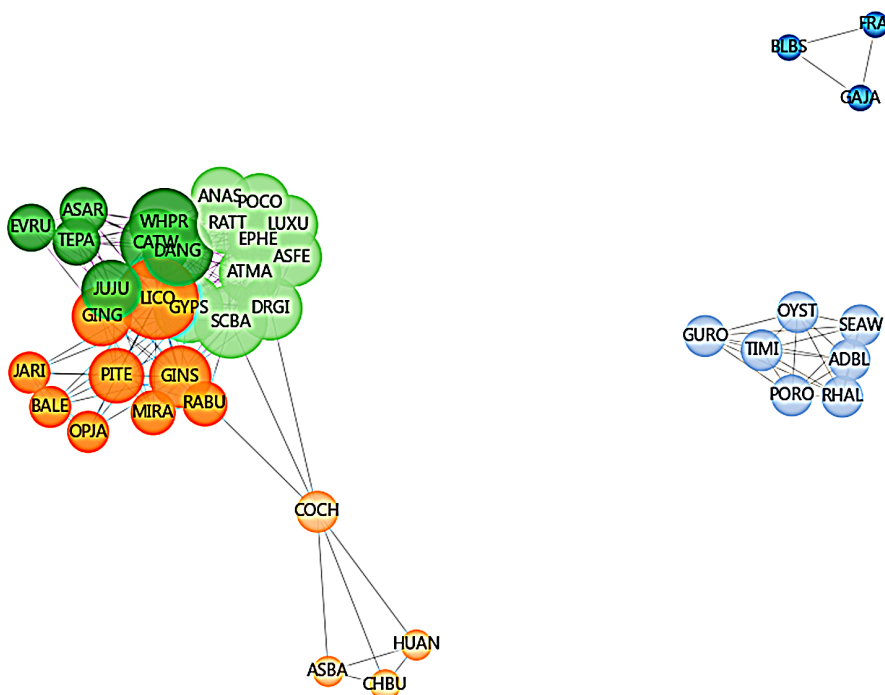 FRA
BLBS
GAJA
ANAS
POCO
ASAR
WHPR
RATT
LUXU
EVRU
TEPA
CATW
EPHE
DANG
ASFE
ATMA
JUJU
LICO
GYPS
DRGI
GING
SCBA
OYST
SEAW
GURO
TIMI
ADBL
PORO
RHAL
JARI
PITE
GINS
BALE
MIRA
RABU
OPJA
COCH
HUAN
ASBA
CHBU